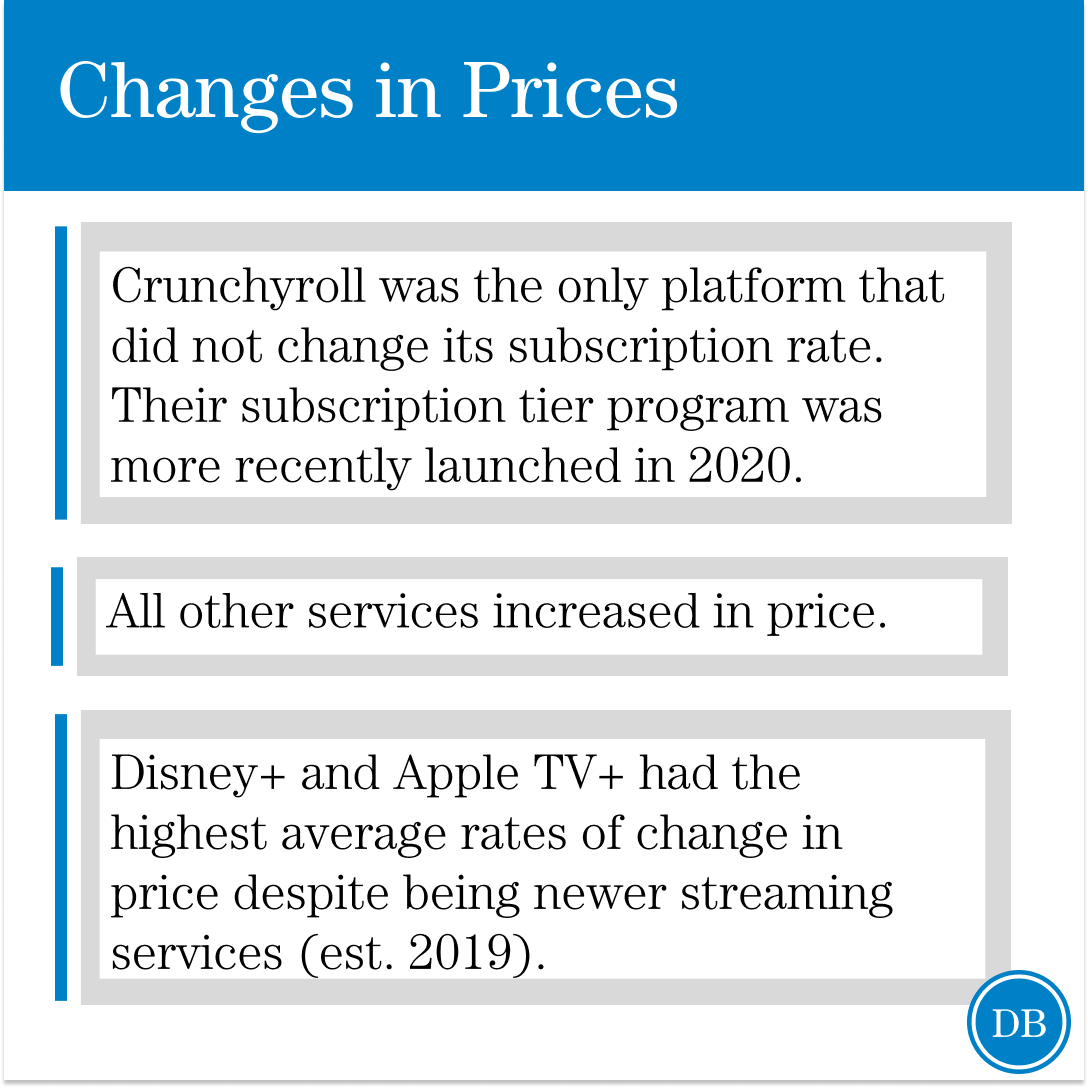 Changes in Prices
Crunchyroll was the only platform that
did not change its subscription rate.
Their subscription tier program was
more recently launched in 2020.
All other services increased in price.
Disney+ and Apple TV+ had the
highest average rates of change in
price despite being newer streaming
services (est. 2019).
DB